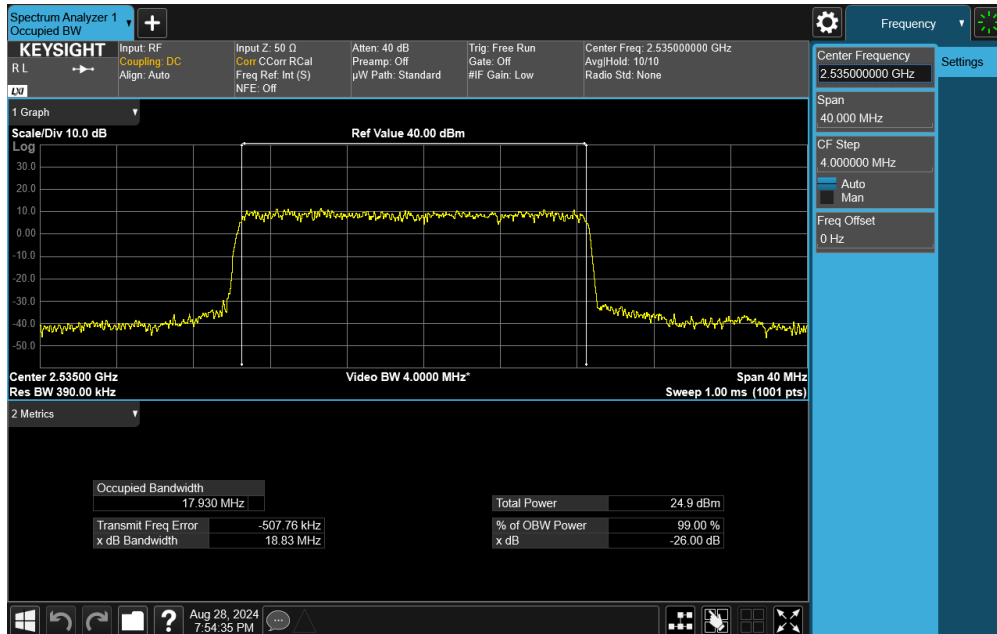 Spectrum Analyzer 1
Occupied BW
Frequency
KEYSIGHT
R L
LXI
Input: RF
Coupling: DC
Align: Auto
Input Z: 50 Ω
Corr CCorr RCal
Freq Ref: Int (S)
NFE: Off
Atten: 40 dB
Preamp: Off
µW Path: Standard
Trig: Free Run
Gate: Off
#IF Gain: Low
Center Freq: 2.535000000 GHz
Avg|Hold: 10/10
Radio Std: None
Center Frequency
2.535000000 GHz
Settings
Span
40.000 MHz
CF Step
4.000000 MHz
Auto
Man
Freq Offset
0 Hz
1 Graph
Scale/Div 10.0 dB
Ref Value 40.00 dBm
Log
30.0
20.0
10.0
0.00
-10.0
-20.0
-30.0
-40.0
-50.0
Center 2.53500 GHz
Video BW 4.0000 MHz*
Span 40 MHz
Res BW 390.00 kHz
Sweep 1.00 ms (1001 pts)
2 Metrics
Occupied Bandwidth
17.930 MHz
Total Power 24.9 dBm
Transmit Freq Error -507.76 kHz
% of OBW Power 99.00 %
x dB Bandwidth 18.83 MHz
x dB -26.00 dB
?
Aug 28, 2024
7:54:35 PM